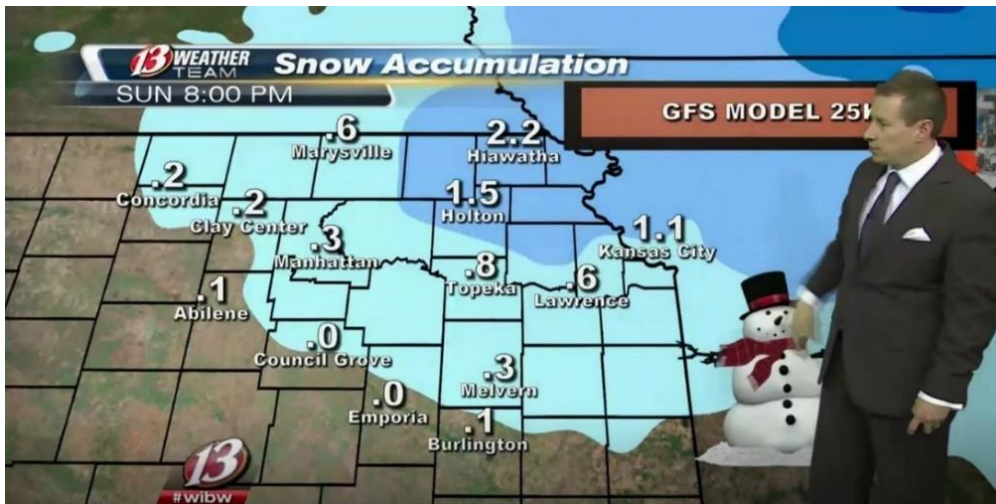 13 WEATHER TEAM Snow Accumulation
SUN 8:00 PM
GFS MODEL 25
.6
Marysville
2.2
Hiawatha
.2
Concordia
.2
Clay Center
1.5
Holton
.3
Manhattan
1.1
Kansas City
.8
Topeka
.6
Lawrence
.1
Abilene
.0
Council Grove
.3
Melvern
.0
Emporia
.1
Burlington
13
#wibw